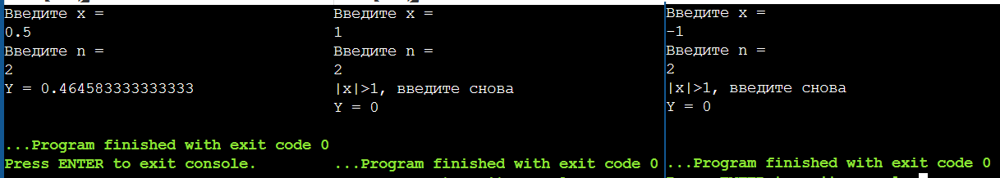 Введите x =
0.5
Введите n =
2
Y = 0.464583333333333
...Program finished with exit code 0
Press ENTER to exit console.
Введите x =
1
Введите n =
2
|x|>1, введите снова
Y = 0
...Program finished with exit code 0
Введите x =
-1
Введите n =
2
|x|>1, введите снова
Y = 0
...Program finished with exit code 0